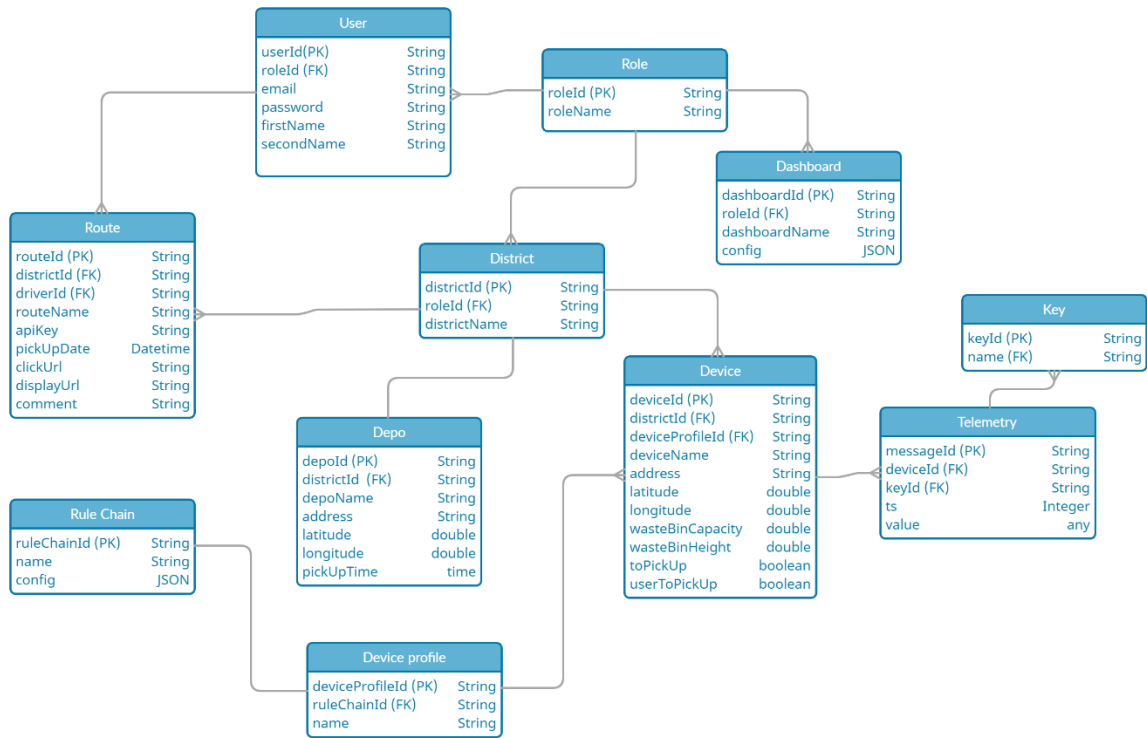 User
userId(PK) String
roleId (FK) String
email String
password String
firstName String
secondName String
Role
roleId (PK) String
roleName String
Dashboard
dashboardId (PK) String
roleId (FK) String
dashboardName String
config JSON
Route
routeId (PK) String
districtId (FK) String
driverId (FK) String
routeName String
apiKey String
pickUpDate Datetime
clickUrl String
displayUrl String
comment String
District
districtId (PK) String
roleId (FK) String
districtName String
Key
keyId (PK) String
name (FK) String
Device
deviceId (PK) String
districtId (FK) String
deviceProfileId (FK) String
deviceName String
address String
latitude double
longitude double
wasteBinCapacity double
wasteBinHeight double
toPickUp boolean
userToPickUp boolean
Telemetry
messageId (PK) String
deviceId (FK) String
keyId (FK) String
ts Integer
value any
Depo
depoId (PK) String
districtId (FK) String
depoName String
address String
latitude double
longitude double
pickUpTime time
Rule Chain
ruleChainId (PK) String
name String
config JSON
Device profile
deviceProfileId (PK) String
ruleChainId (FK) String
name String